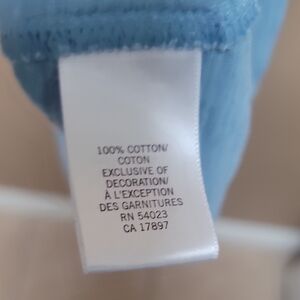 100% COTTON/
COTON
EXCLUSIVE OF
DECORATION/
À L'EXCEPTION
DES GARNITURES
RN 54023
CA 17897